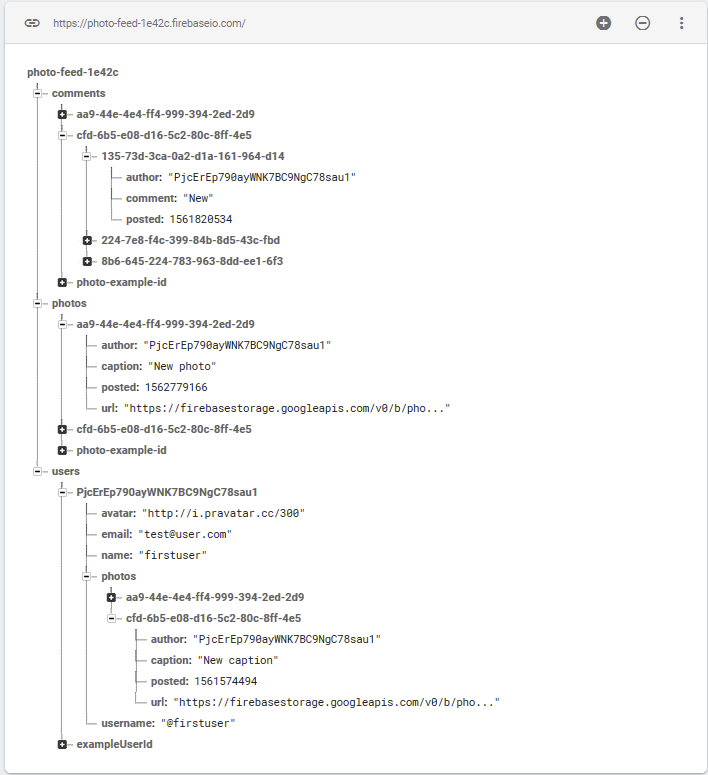 https://photo-feed-1e42c.firebaseio.com/
photo-feed-1e42c
comments
aa9-44e-4e4-ff4-999-394-2ed-2d9
cfd-6b5-e08-d16-5c2-80c-8ff-4e5
135-73d-3ca-0a2-d1a-161-964-d14
author: "PjcErEp790ayWNK7BC9NgC78sau1"
comment: "New"
posted: 1561820534
224-7e8-f4c-399-84b-8d5-43c-fbd
8b6-645-224-783-963-8dd-ee1-6f3
photo-example-id
photos
aa9-44e-4e4-ff4-999-394-2ed-2d9
author: "PjcErEp790ayWNK7BC9NgC78sau1"
caption: "New photo"
posted: 1562779166
url: "https://firebasestorage.googleapis.com/v0/b/pho..."
cfd-6b5-e08-d16-5c2-80c-8ff-4e5
photo-example-id
users
PjcErEp790ayWNK7BC9NgC78sau1
avatar: "http://i.pravatar.cc/300"
email: "test@user.com"
name: "firstuser"
photos
aa9-44e-4e4-ff4-999-394-2ed-2d9
cfd-6b5-e08-d16-5c2-80c-8ff-4e5
author: "PjcErEp790ayWNK7BC9NgC78sau1"
caption: "New caption"
posted: 1561574494
url: "https://firebasestorage.googleapis.com/v0/b/pho..."
username: "@firstuser"
exampleUserId